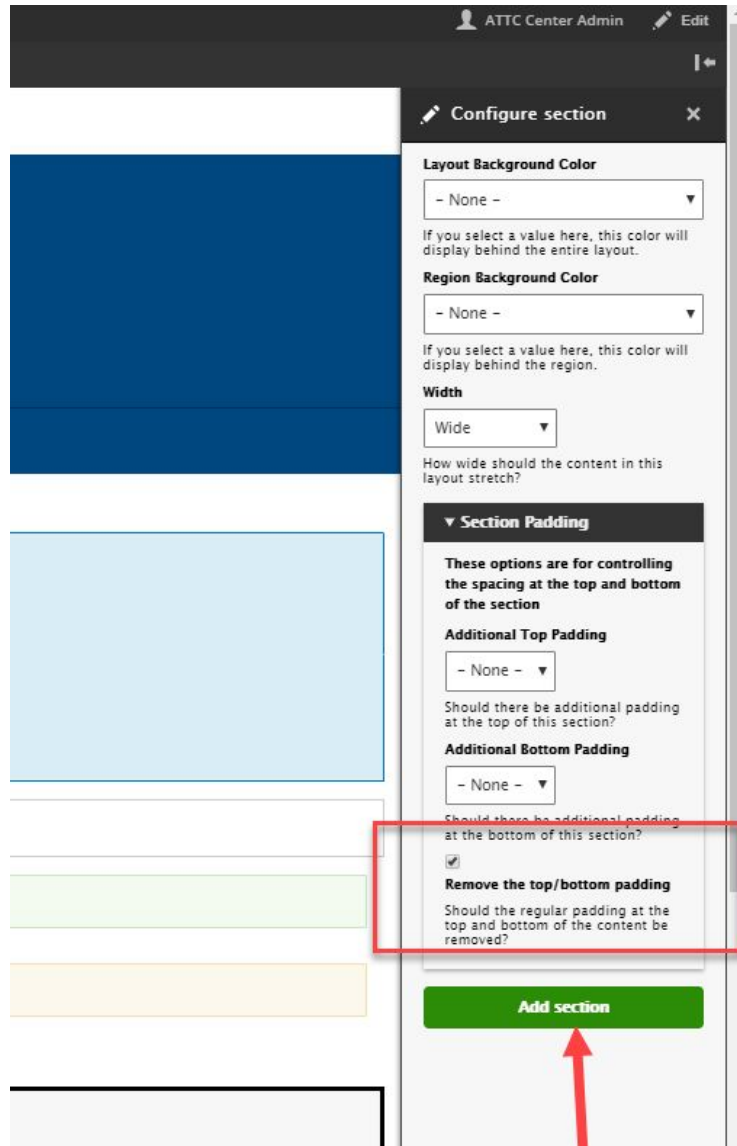 ATTC Center Admin Edit
Configure section
Layout Background Color
– None –
If you select a value here, this color will
display behind the entire layout.
Region Background Color
– None –
If you select a value here, this color will
display behind the region.
Width
Wide
How wide should the content in this
layout stretch?
Section Padding
These options are for controlling
the spacing at the top and bottom
of the section
Additional Top Padding
– None –
Should there be additional padding
at the top of this section?
Additional Bottom Padding
– None –
Should there be additional padding
at the bottom of this section?
Remove the top/bottom padding
Should the regular padding at the
top and bottom of the content be
removed?
Add section